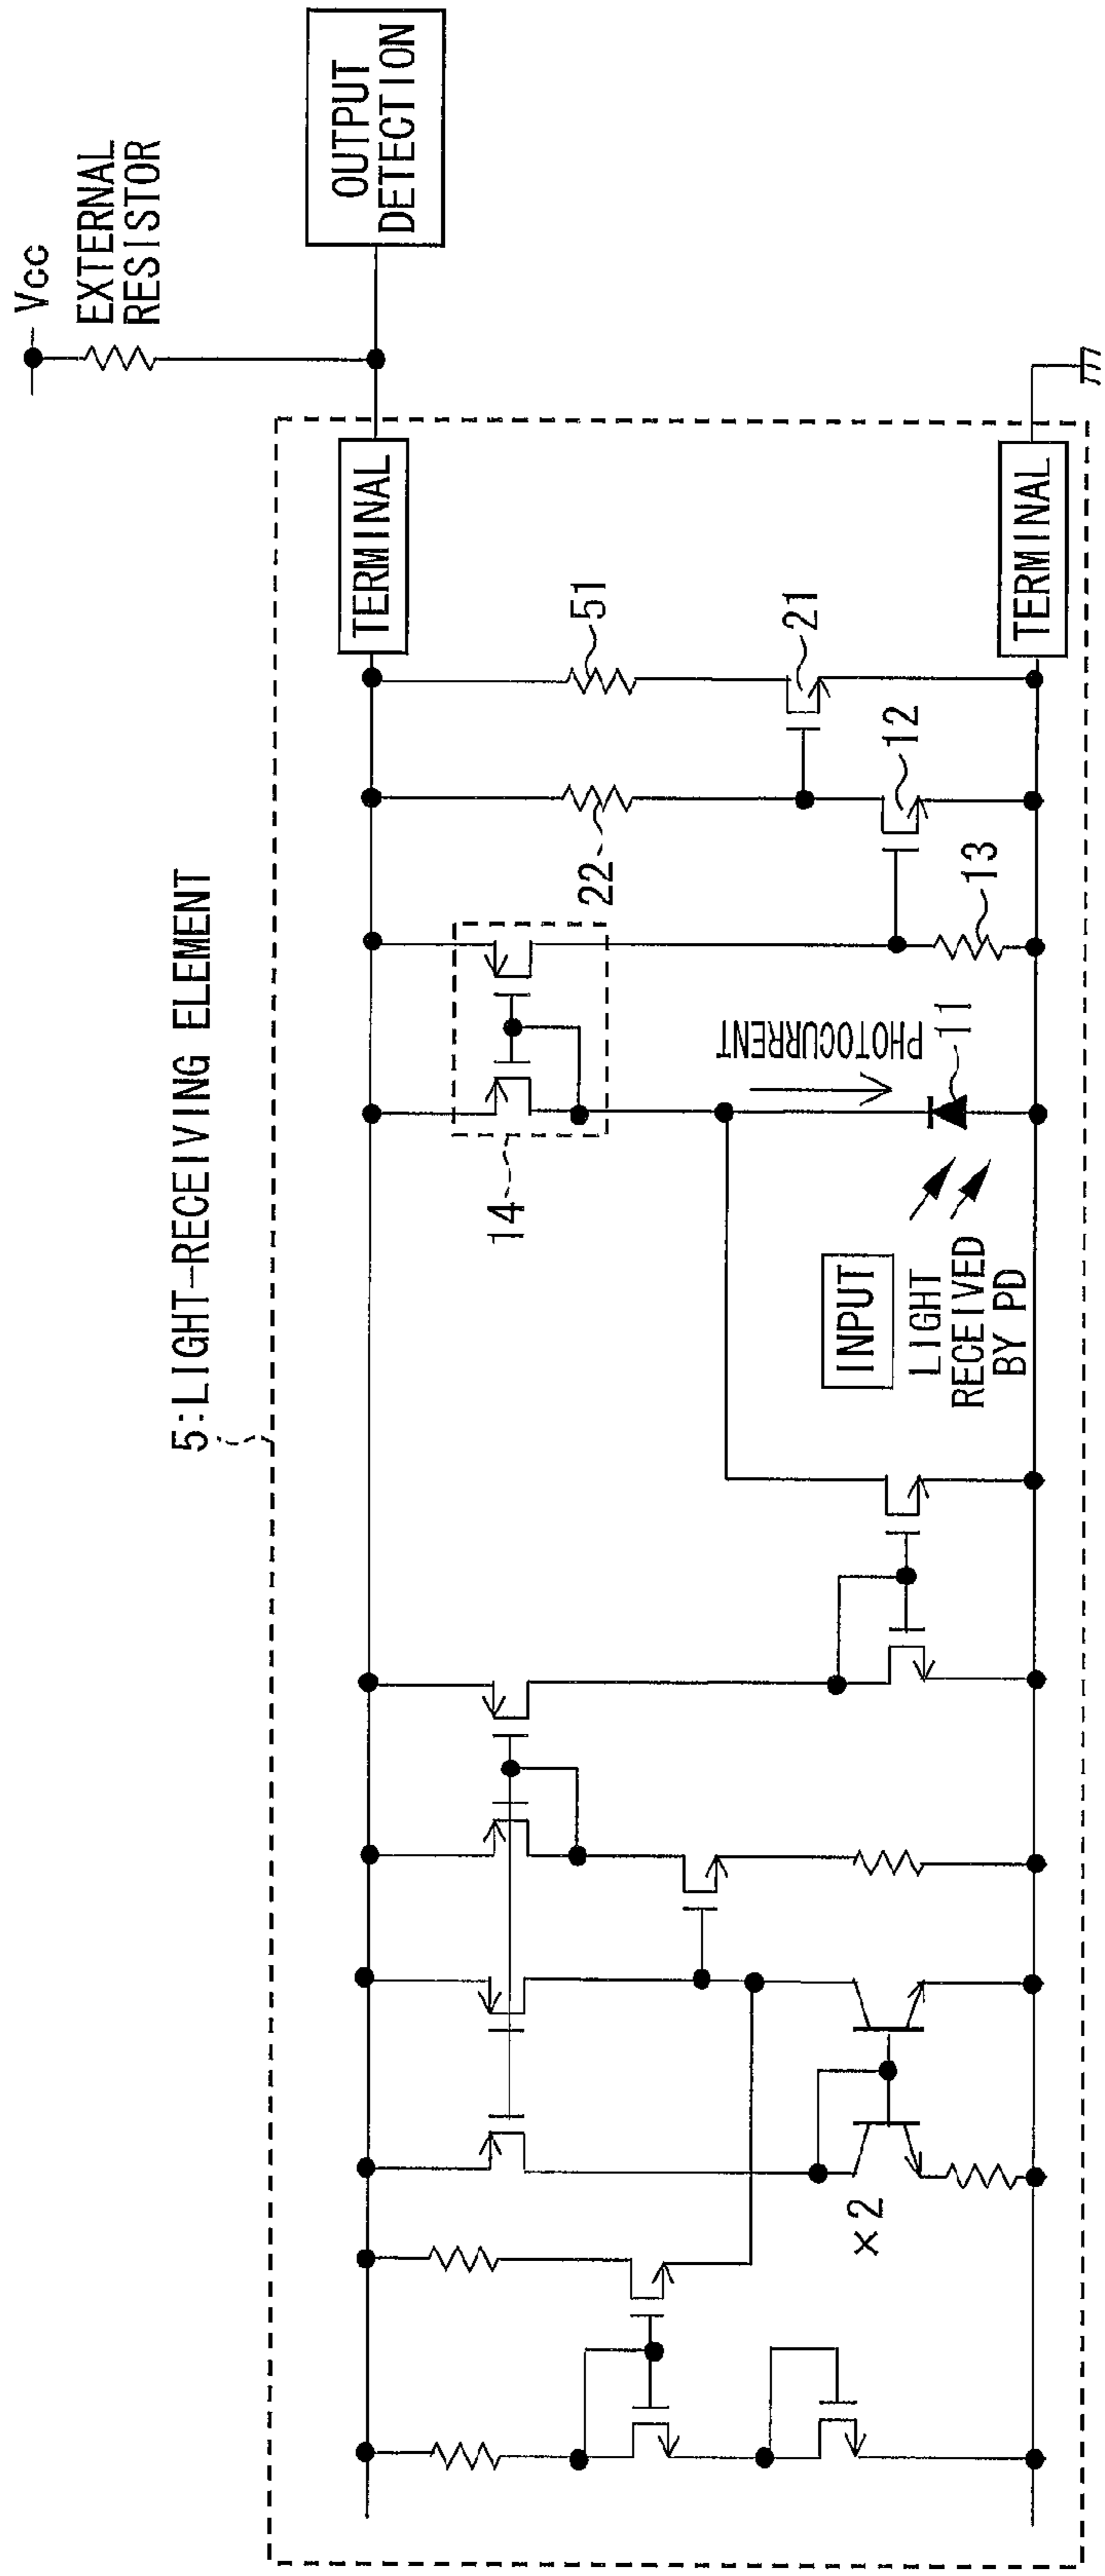 5:LIGHT-RECEIVING ELEMENT
VCC
EXTERNAL
RESISTOR
OUTPUT
DETECTION
TERMINAL
14
22
51
21
12
13
PHOTOCURRENT
11
INPUT
LIGHT
RECEIVED
BY PD
×2
TERMINAL